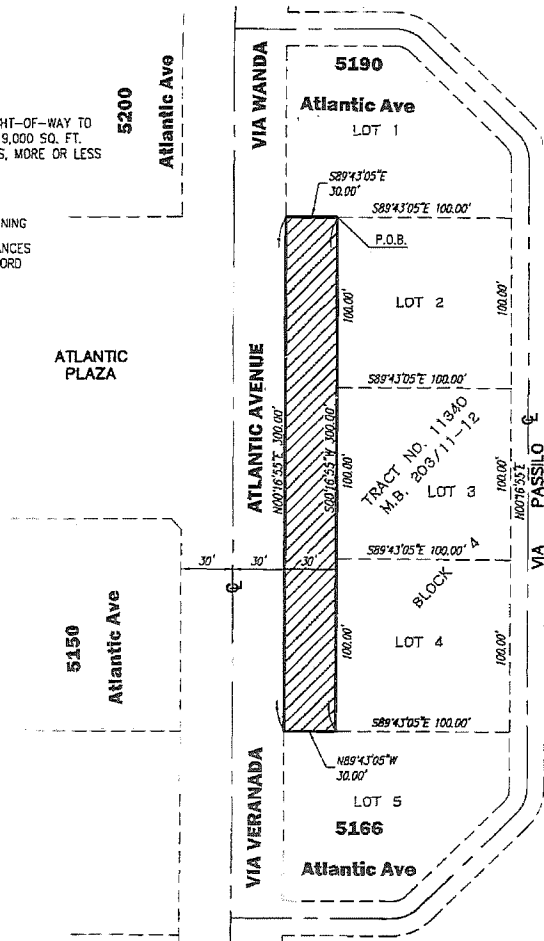 HT-OF-WAY TO
9,000 SQ. FT.
S, MORE OR LESS
NING
ANCES
ORD
5200
Atlantic Ave
VIA WANDA
5190
Atlantic Ave
LOT 1
S89°43'05"E
30.00'
S89°43'05"E 100.00'
P.O.B.
LOT 2
100.00'
100.00'
ATLANTIC
PLAZA
ATLANTIC AVENUE
N00°16'55"E 300.00'
S00°16'55"W 300.00'
S89°43'05"E 100.00'
TRACT NO. 11340
M.B. 203/11-12
LOT 3
100.00'
100.00'
N00°16'55"E
VIA PASSILO
℄
S89°43'05"E 100.00'
30'
30'
30'
℄
BLOCK 4
LOT 4
100.00'
100.00'
5150
Atlantic Ave
S89°43'05"E 100.00'
N89°43'05"W
30.00'
VIA VERANADA
LOT 5
5166
Atlantic Ave